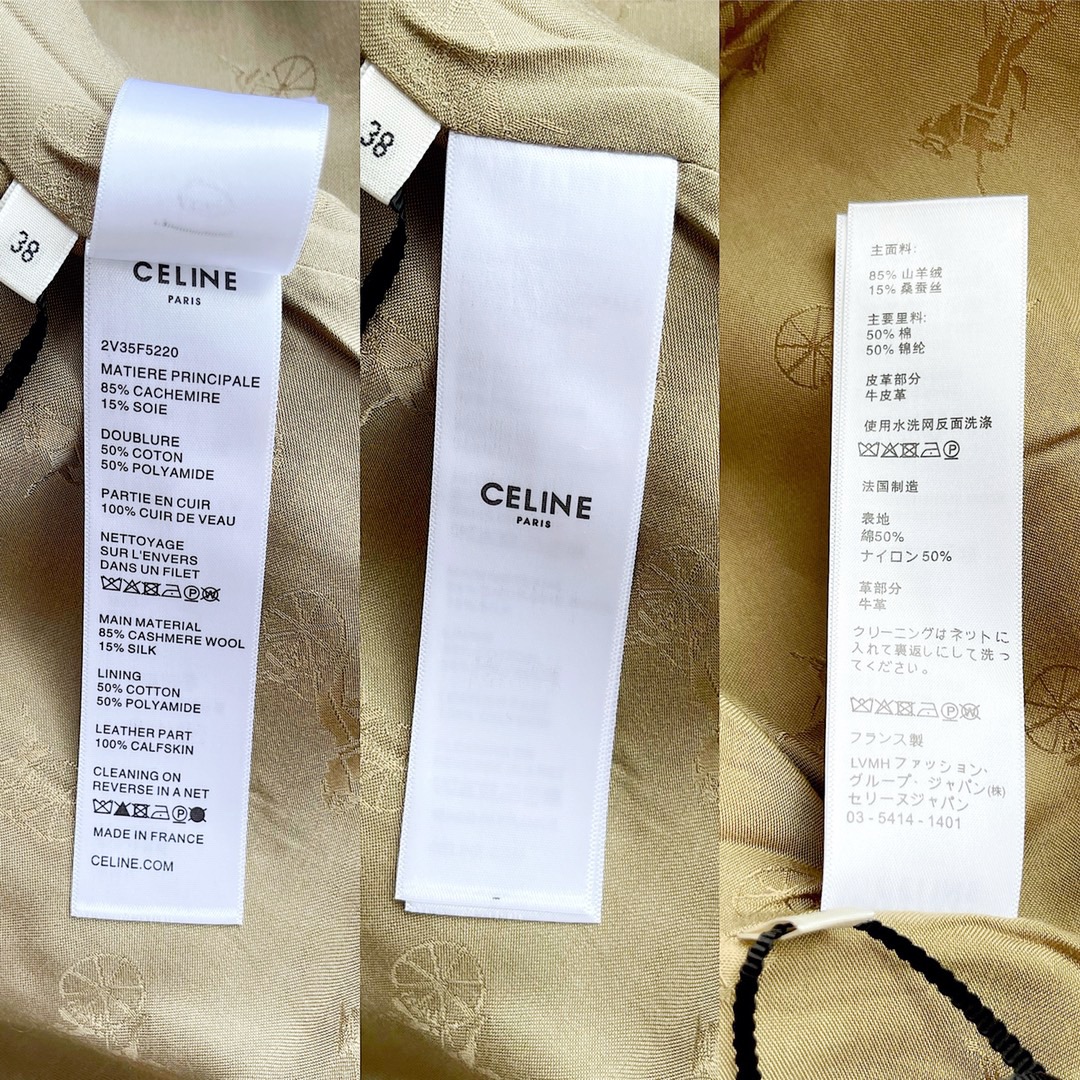 38
CELINE
PARIS
2V35F5220
MATIERE PRINCIPALE
85% CACHEMIRE
15% SOIE
DOUBLURE
50% COTON
50% POLYAMIDE
PARTIE EN CUIR
100% CUIR DE VEAU
NETTOYAGE
SUR L'ENVERS
DANS UN FILET
MAIN MATERIAL
85% CASHMERE WOOL
15% SILK
LINING
50% COTTON
50% POLYAMIDE
LEATHER PART
100% CALFSKIN
CLEANING ON
REVERSE IN A NET
MADE IN FRANCE
CELINE.COM
38
CELINE
PARIS
主面料:
85% 山羊绒
15% 桑蚕丝
主要里料:
50% 棉
50% 锦纶
皮革部分
牛皮革
使用水洗网反面洗涤
法国制造
表地
綿50%
ナイロン50%
革部分
牛革
クリーニングはネットに
入れて裏返しにして洗っ
てください。
フランス製
LVMH ファッション、
グループ・ジャパン(株)
セリーヌジャパン
03 - 5414 - 1401